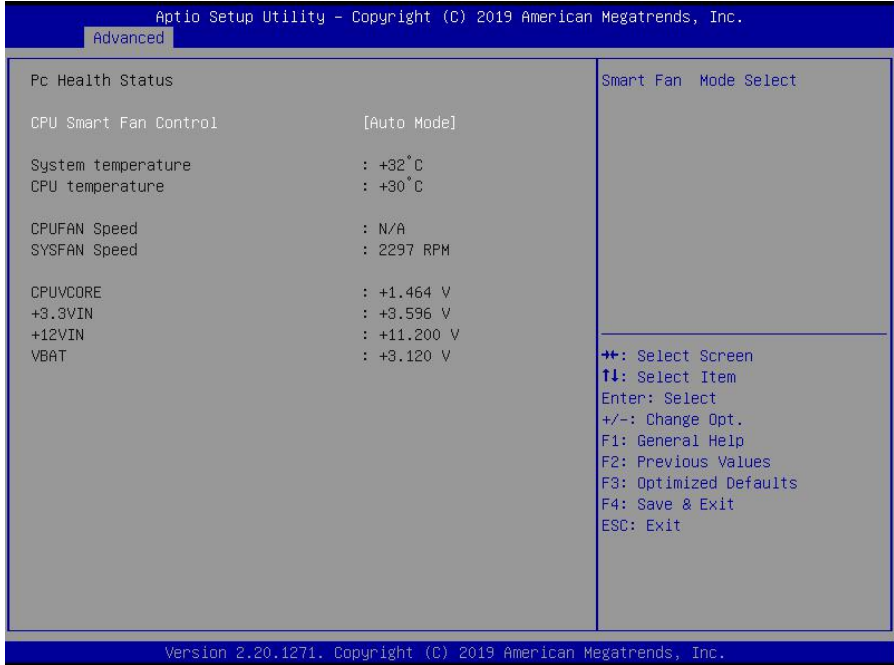 Aptio Setup Utility – Copyright (C) 2019 American Megatrends, Inc.
Advanced
Pc Health Status
CPU Smart Fan Control [Auto Mode]
System temperature : +32°C
CPU temperature : +30°C
CPUFAN Speed : N/A
SYSFAN Speed : 2297 RPM
CPUVCORE : +1.464 V
+3.3VIN : +3.596 V
+12VIN : +11.200 V
VBAT : +3.120 V
Smart Fan Mode Select
→←: Select Screen
↑↓: Select Item
Enter: Select
+/-: Change Opt.
F1: General Help
F2: Previous Values
F3: Optimized Defaults
F4: Save & Exit
ESC: Exit
Version 2.20.1271. Copyright (C) 2019 American Megatrends, Inc.